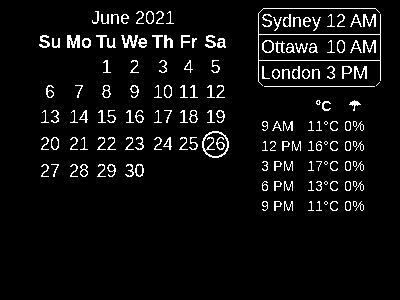 June 2021
Su Mo Tu We Th Fr Sa
1 2 3 4 5
6 7 8 9 10 11 12
13 14 15 16 17 18 19
20 21 22 23 24 25 26
27 28 29 30
Sydney 12 AM
Ottawa 10 AM
London 3 PM
°C ☂
9 AM 11°C 0%
12 PM 16°C 0%
3 PM 17°C 0%
6 PM 13°C 0%
9 PM 11°C 0%